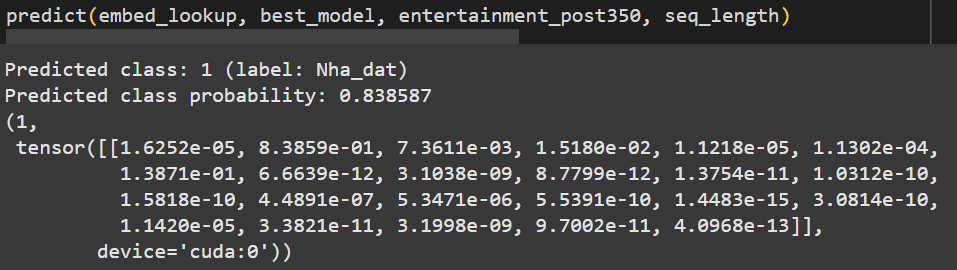 predict(embed_lookup, best_model, entertainment_post350, seq_length)
Predicted class: 1 (label: Nha_dat)
Predicted class probability: 0.838587
(1,
 tensor([[1.6252e-05, 8.3859e-01, 7.3611e-03, 1.5180e-02, 1.1218e-05, 1.1302e-04,
          1.3871e-01, 6.6639e-12, 3.1038e-09, 8.7799e-12, 1.3754e-11, 1.0312e-10,
          1.5818e-10, 4.4891e-07, 5.3471e-06, 5.5391e-10, 1.4483e-15, 3.0814e-10,
          1.1420e-05, 3.3821e-11, 3.1998e-09, 9.7002e-11, 4.0968e-13]],
        device='cuda:0'))